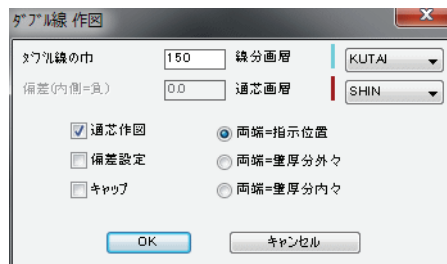 ﾀﾞﾌﾞﾙ線 作図
ﾀﾞﾌﾞﾙ線の巾 150 線分画層 KUTAI
偏差(内側=負) 0.0 通芯画層 SHIN
通芯作図 両端=指示位置
偏差設定 両端=壁厚分外々
ｷｬｯﾌﾟ 両端=壁厚分内々
OK キャンセル